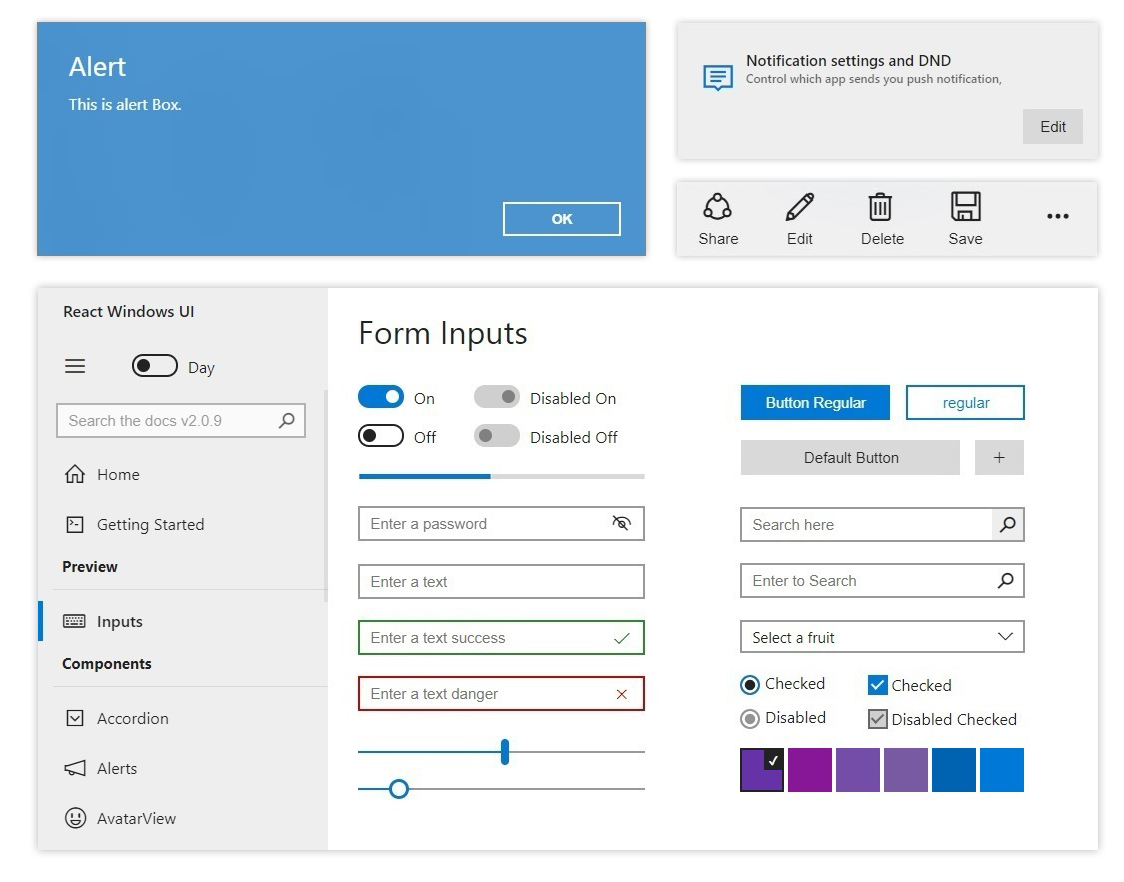 Alert
This is alert Box.
OK
Notification settings and DND
Control which app sends you push notification,
Edit
Share
Edit
Delete
Save
React Windows UI
Day
Search the docs v2.0.9
Home
Getting Started
Preview
Inputs
Components
Accordion
Alerts
AvatarView
Form Inputs
On
Disabled On
Off
Disabled Off
Enter a password
Enter a text
Enter a text success
Enter a text danger
Button Regular
regular
Default Button
+
Search here
Enter to Search
Select a fruit
Checked
Checked
Disabled
Disabled Checked